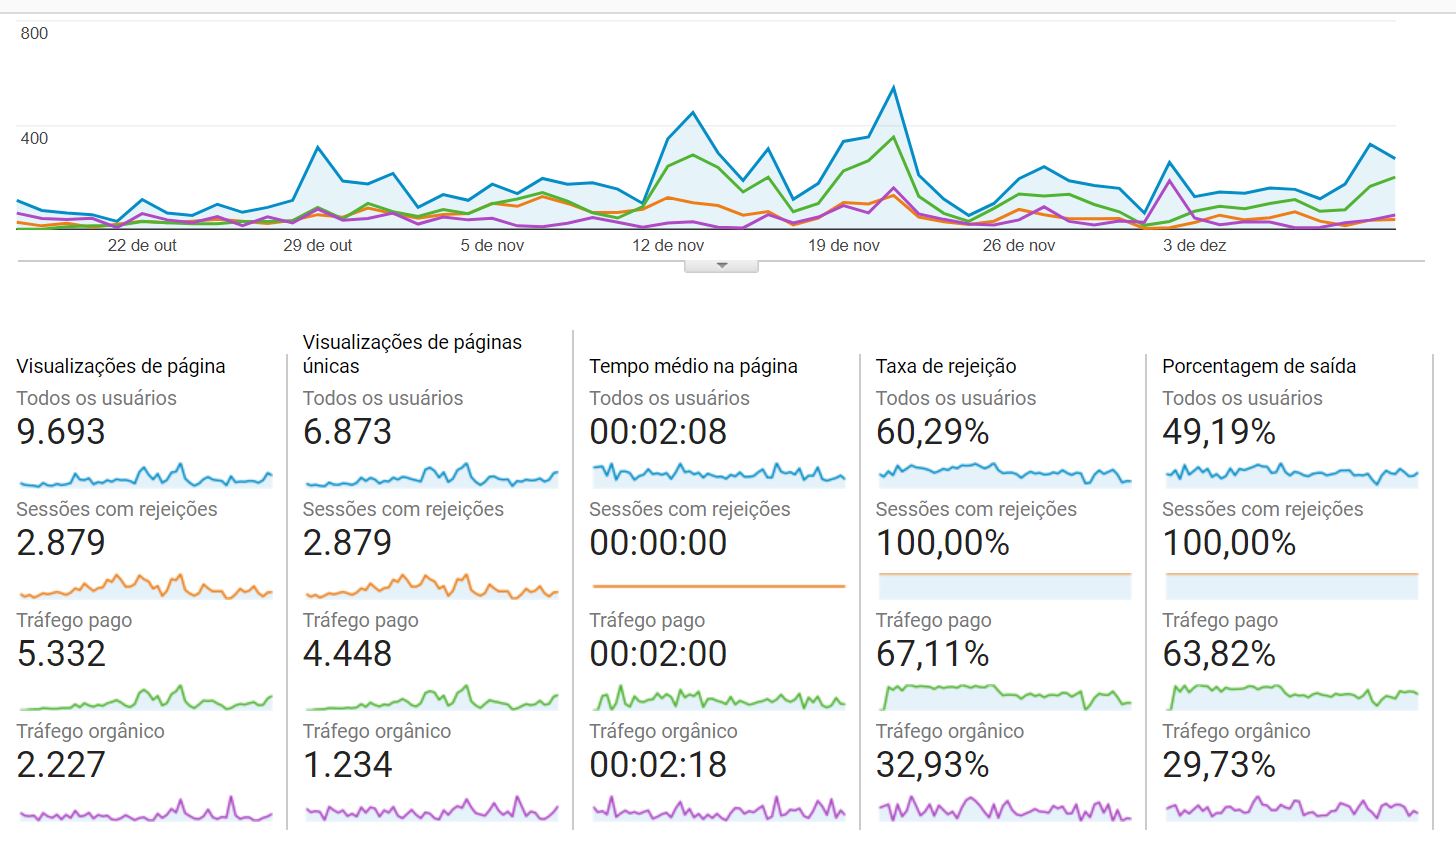 800
400
22 de out
29 de out
5 de nov
12 de nov
19 de nov
26 de nov
3 de dez
Visualizações de página
Todos os usuários
9.693
Sessões com rejeições
2.879
Tráfego pago
5.332
Tráfego orgânico
2.227
Visualizações de páginas
únicas
Todos os usuários
6.873
Sessões com rejeições
2.879
Tráfego pago
4.448
Tráfego orgânico
1.234
Tempo médio na página
Todos os usuários
00:02:08
Sessões com rejeições
00:00:00
Tráfego pago
00:02:00
Tráfego orgânico
00:02:18
Taxa de rejeição
Todos os usuários
60,29%
Sessões com rejeições
100,00%
Tráfego pago
67,11%
Tráfego orgânico
32,93%
Porcentagem de saída
Todos os usuários
49,19%
Sessões com rejeições
100,00%
Tráfego pago
63,82%
Tráfego orgânico
29,73%